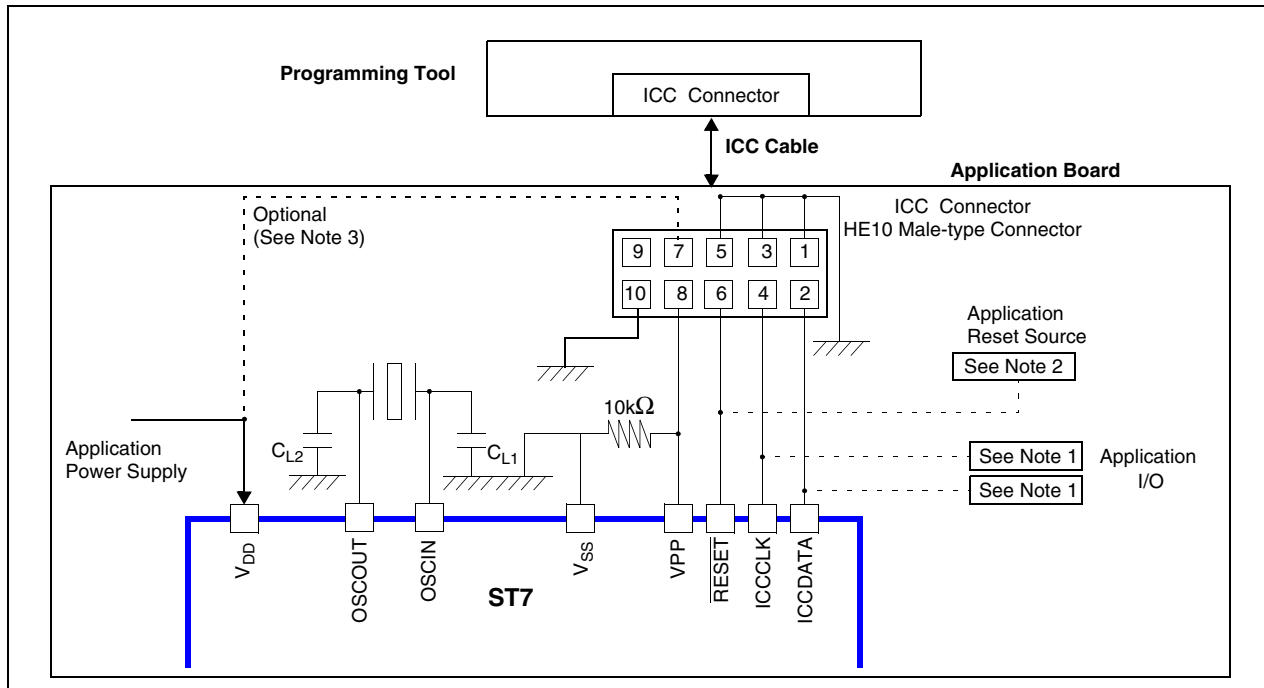 Programming Tool
ICC Connector
ICC Cable
Application Board
Optional
(See Note 3)
ICC Connector
HE10 Male-type Connector
9 7 5 3 1
10 8 6 4 2
Application
Reset Source
See Note 2
10kΩ
Application
Power Supply
CL2
CL1
See Note 1
See Note 1
Application
I/O
VDD
OSCOUT
OSCIN
VSS
VPP
RESET
ICCCLK
ICCDATA
ST7